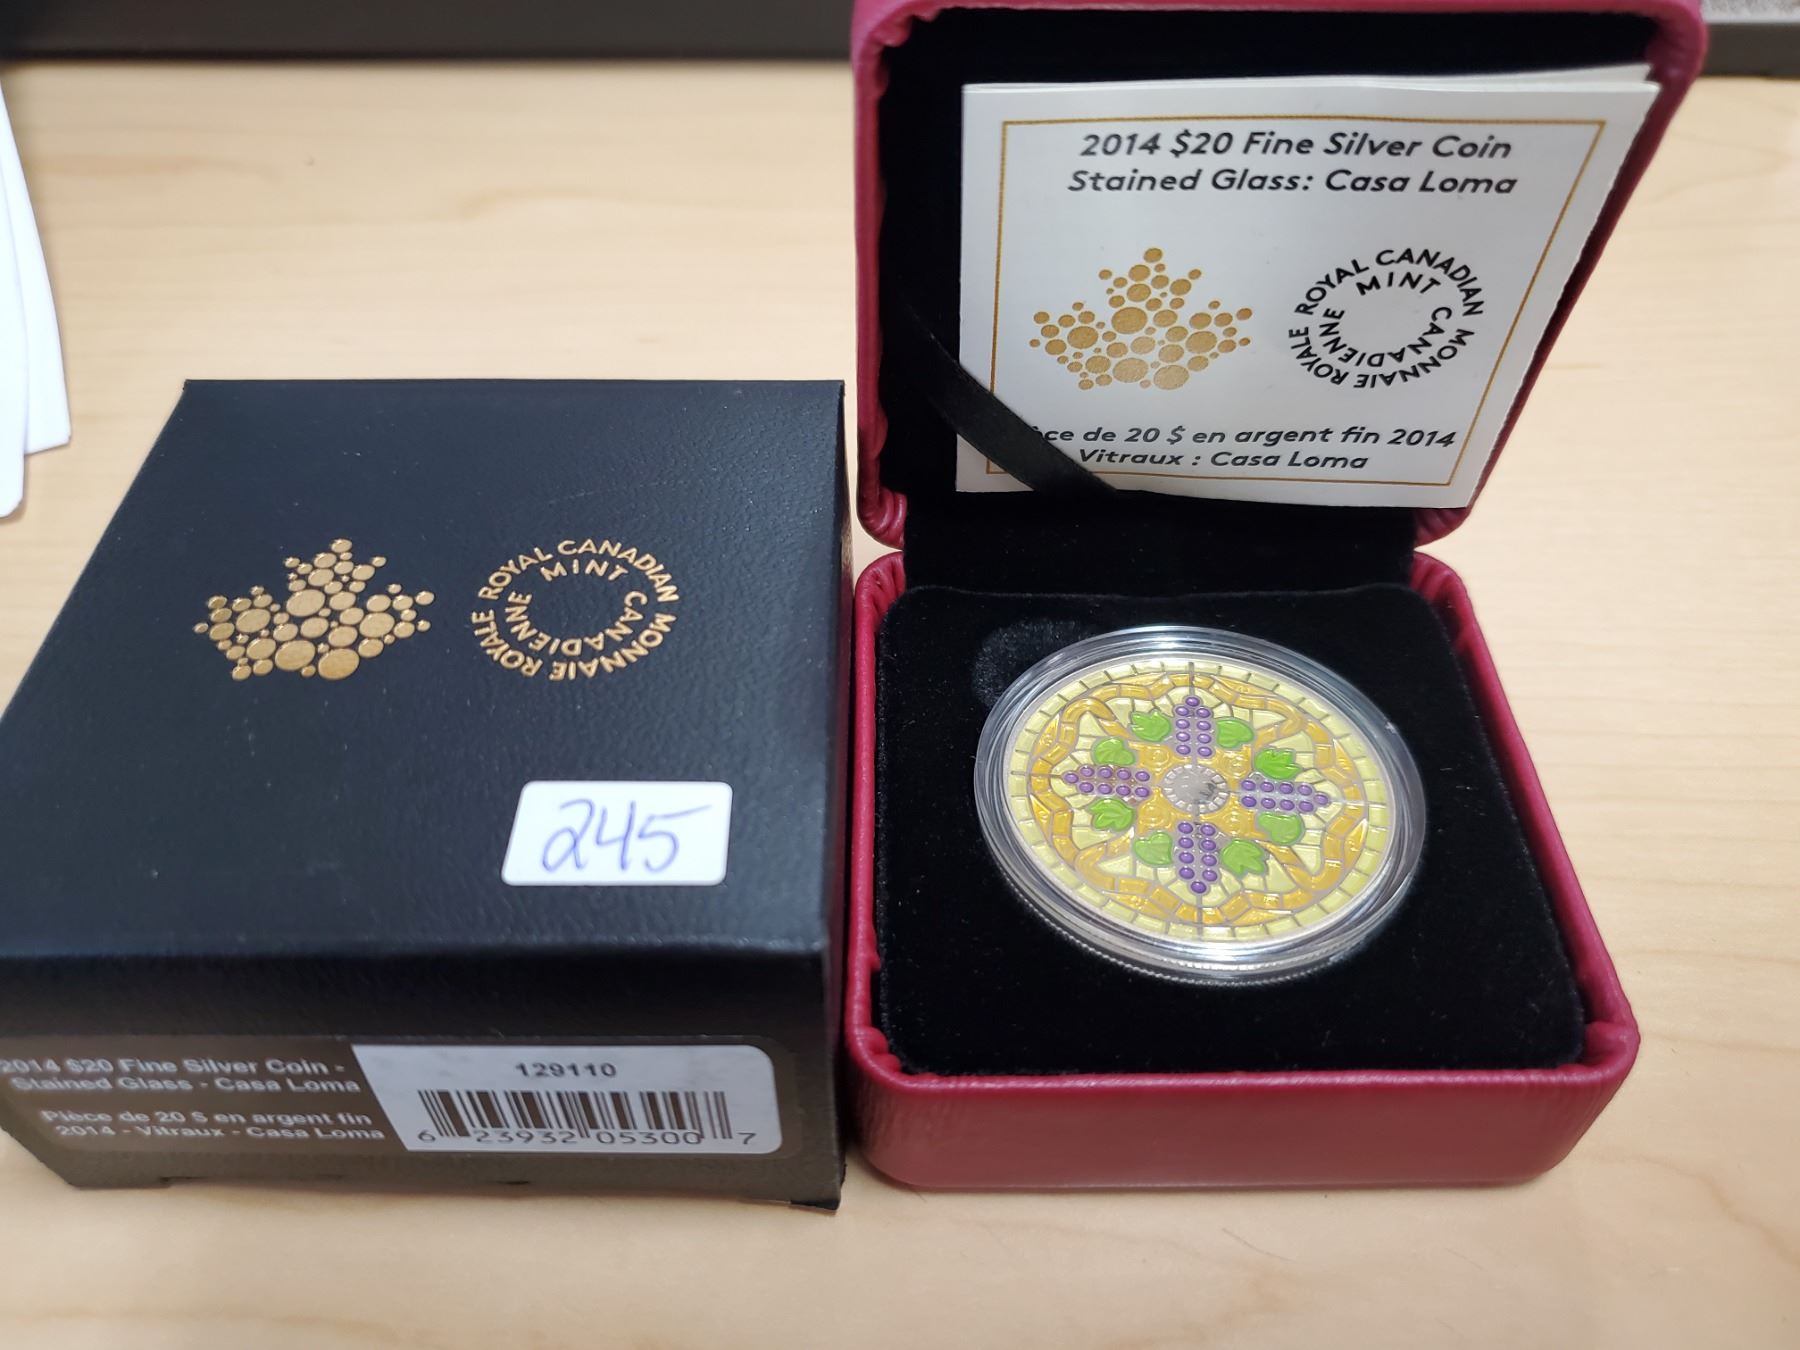 2014 $20 Fine Silver Coin
Stained Glass: Casa Loma
ROYAL CANADIAN MINT
MONNAIE ROYALE CANADIENNE
de 20 $ en argent fin 2014
Vitraux : Casa Loma
ROYAL CANADIAN MINT
MONNAIE ROYALE CANADIENNE
245
2014 $20 Fine Silver Coin -
Stained Glass - Casa Loma
Pièce de 20 $ en argent fin
2014 - Vitraux - Casa Loma
129110
6 23932 05300 7